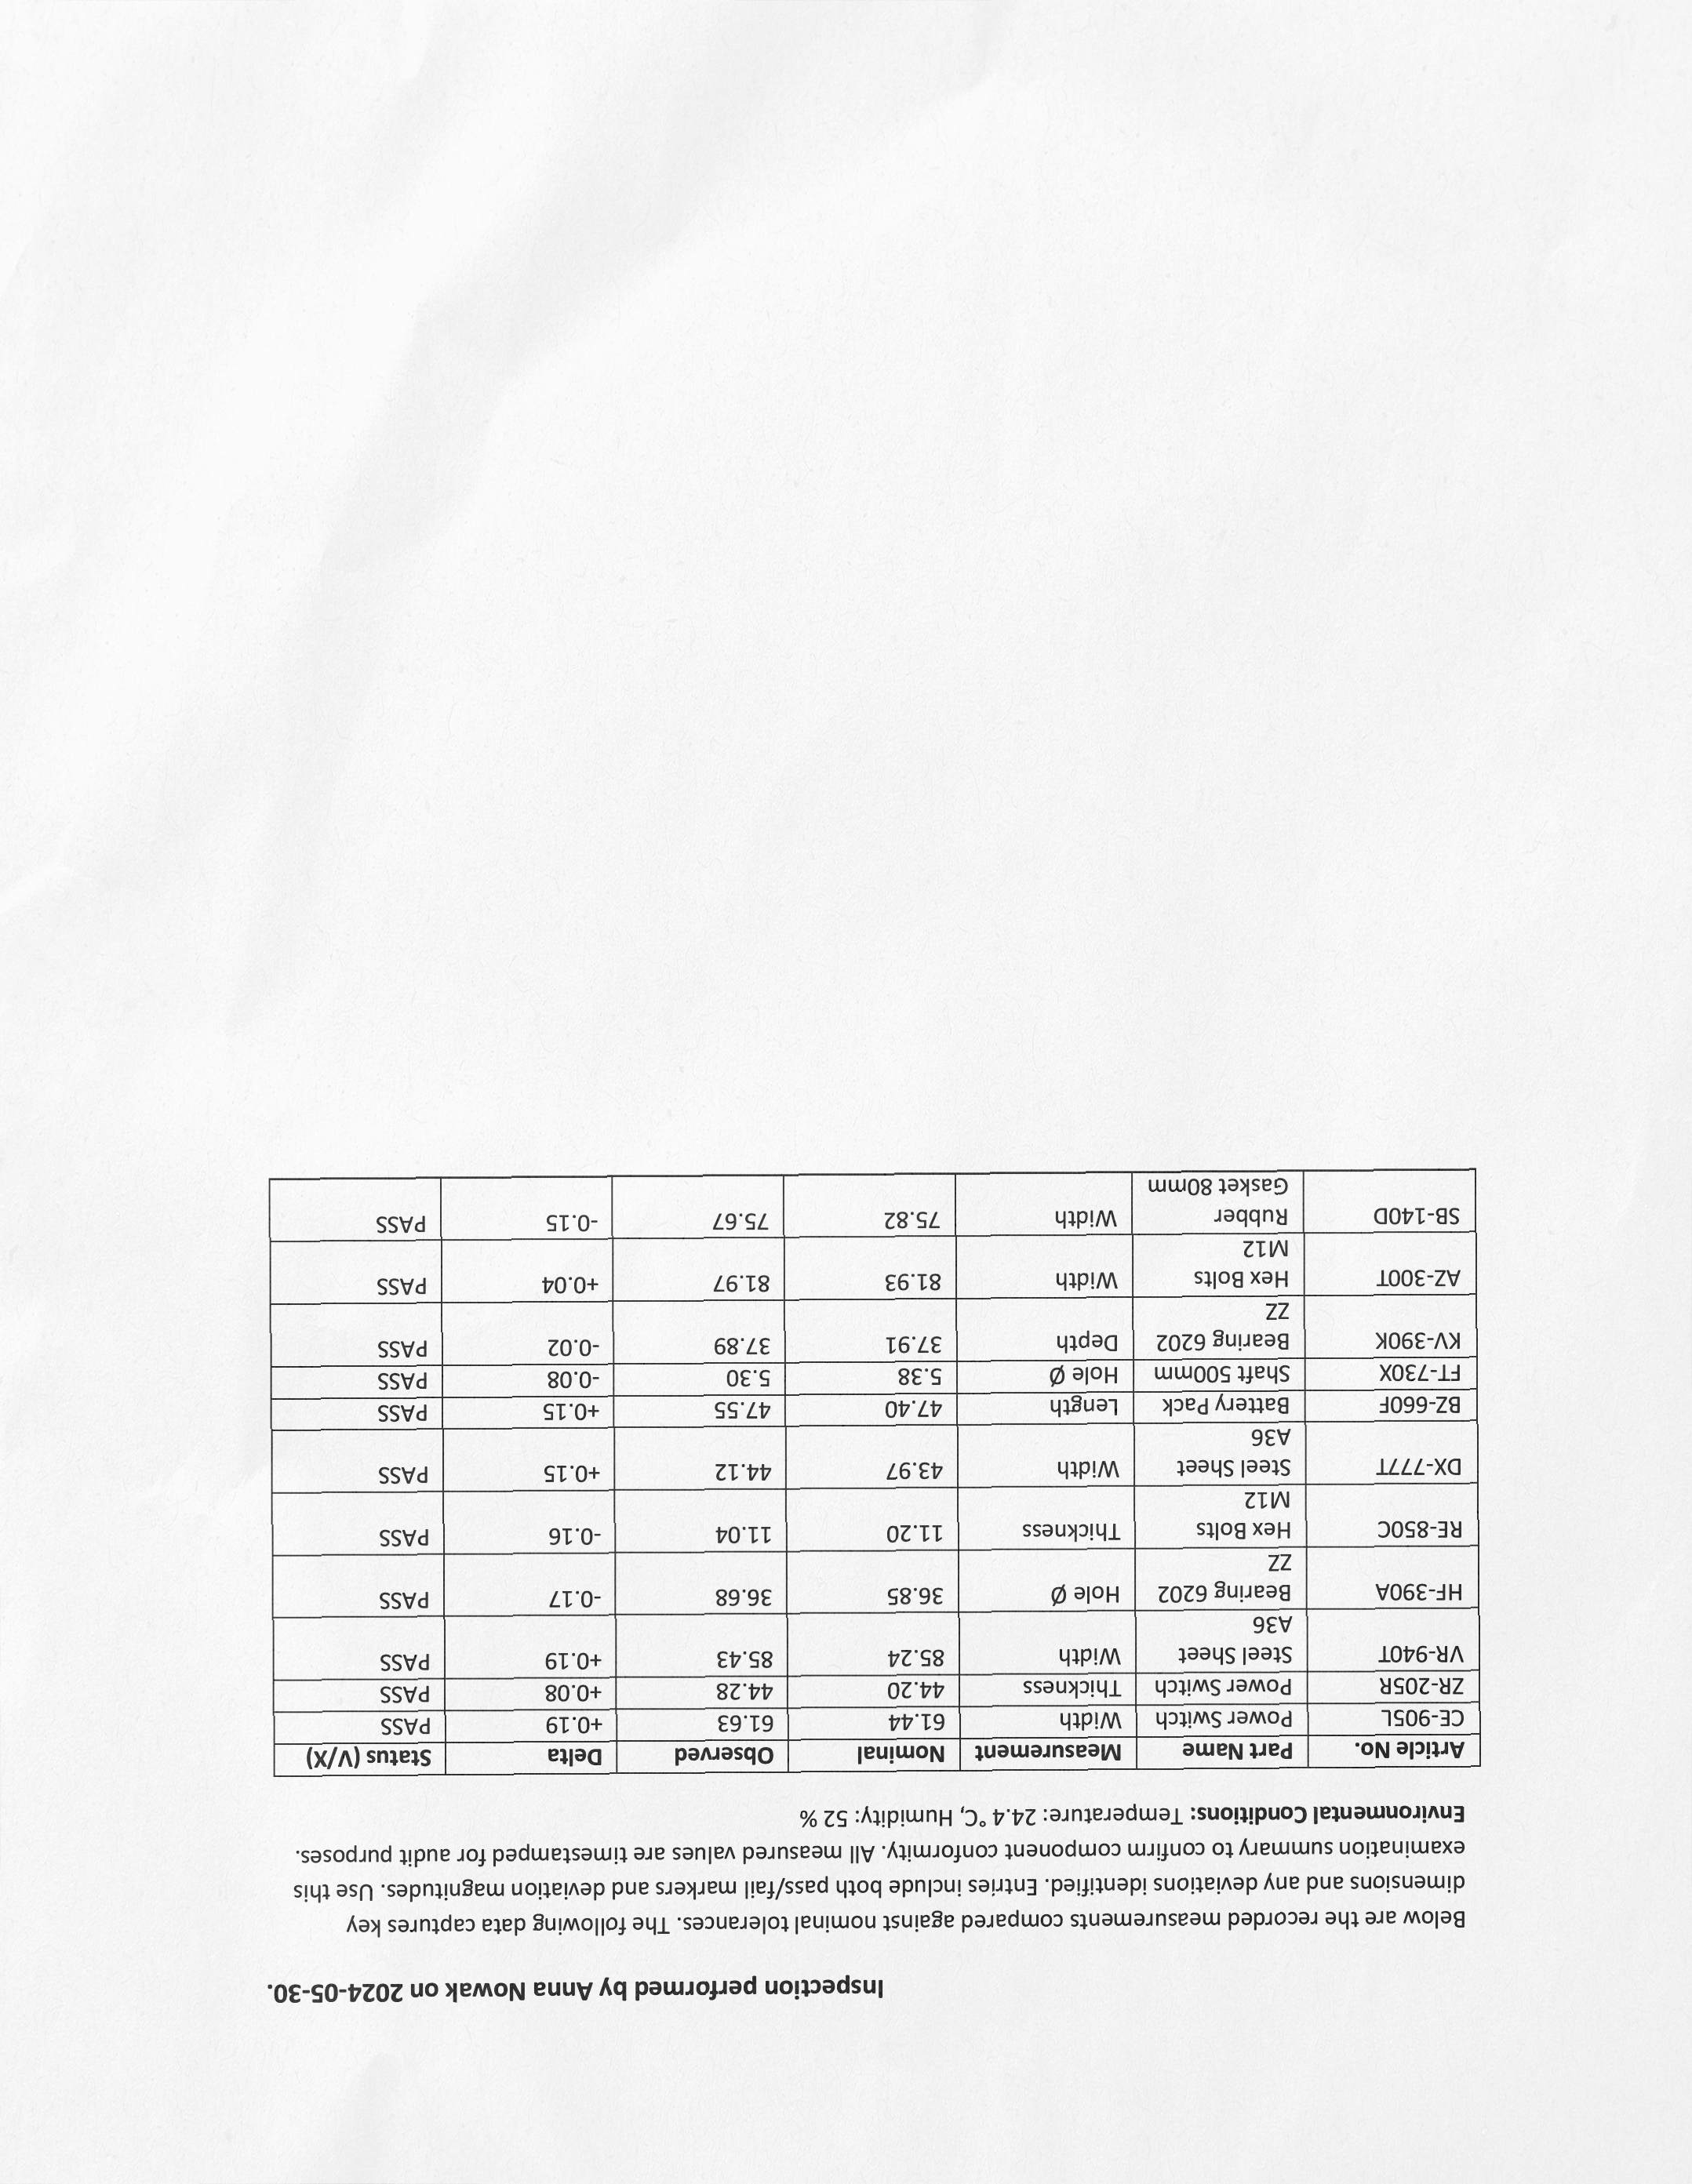 Inspection performed by Anna Nowak on 2024-05-30.
Below are the recorded measurements compared against nominal tolerances. The following data captures key
dimensions and any deviations identified. Entries include both pass/fail markers and deviation magnitudes. Use this
examination summary to confirm component conformity. All measured values are timestamped for audit purposes.
Environmental Conditions: Temperature: 24.4 °C, Humidity: 52 %
Article No. Part Name Measurement Nominal Observed Delta Status (V/X)
CE-905L Power Switch Width 61.44 61.63 +0.19 PASS
ZR-205R Power Switch Thickness 44.20 44.28 +0.08 PASS
VR-940T Steel Sheet Width 85.24 85.43 +0.19 PASS
A36
HF-390A Bearing 6202 Hole Ø 36.85 36.68 -0.17 PASS
ZZ
RE-850C Hex Bolts Thickness 11.20 11.04 -0.16 PASS
M12
DX-777T Steel Sheet Width 43.97 44.12 +0.15 PASS
A36
BZ-660F Battery Pack Length 47.40 47.55 +0.15 PASS
FT-730X Shaft 500mm Hole Ø 5.38 5.30 -0.08 PASS
KV-390K Bearing 6202 Depth 37.91 37.89 -0.02 PASS
ZZ
AZ-300T Hex Bolts Width 81.93 81.97 +0.04 PASS
M12
SB-140D Rubber Width 75.82 75.67 -0.15 PASS
Gasket 80mm